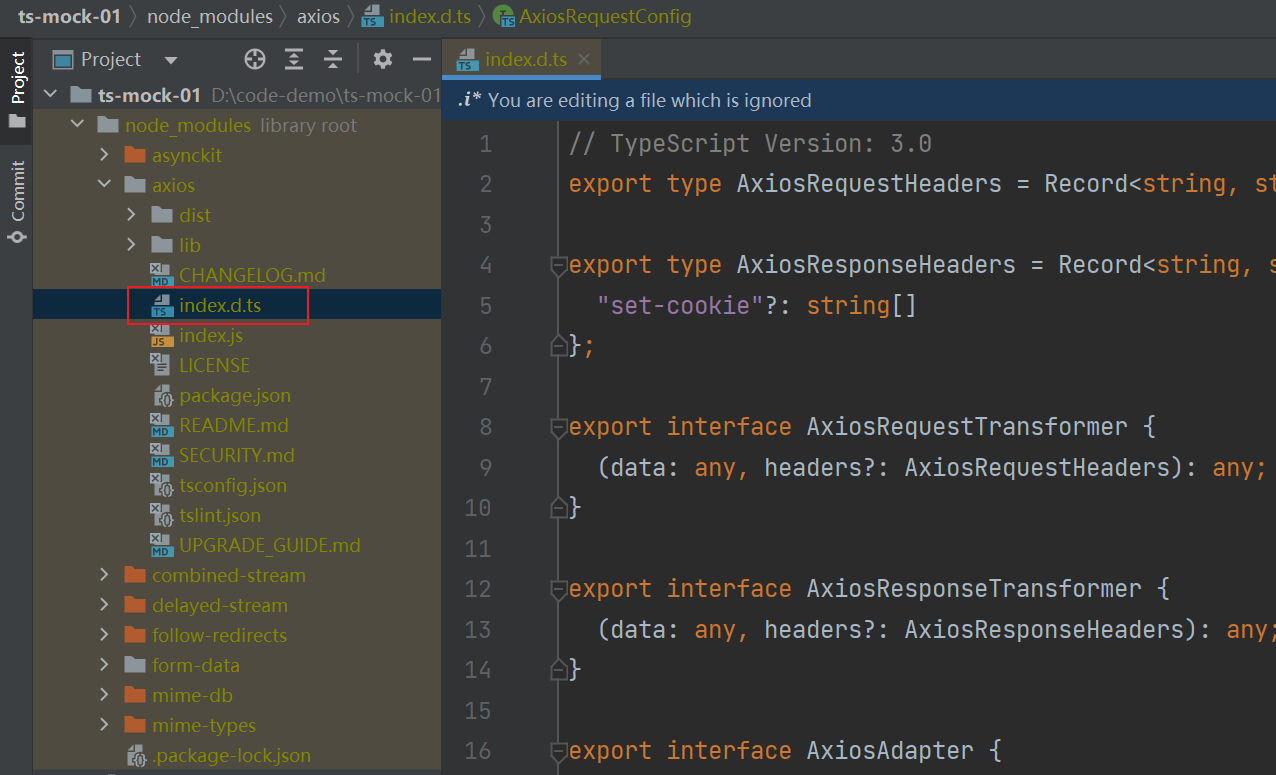 ts-mock-01 node_modules axios index.d.ts AxiosRequestConfig
Project
Commit
Project
ts-mock-01 D:\code-demo\ts-mock-01
node_modules library root
asynckit
axios
dist
lib
CHANGELOG.md
index.d.ts
index.js
LICENSE
package.json
README.md
SECURITY.md
tsconfig.json
tslint.json
UPGRADE_GUIDE.md
combined-stream
delayed-stream
follow-redirects
form-data
mime-db
mime-types
.package-lock.json
index.d.ts
.i* You are editing a file which is ignored
1 // TypeScript Version: 3.0
2 export type AxiosRequestHeaders = Record<string, st
3
4 export type AxiosResponseHeaders = Record<string, s
5 "set-cookie"?: string[]
6 };
7
8 export interface AxiosRequestTransformer {
9 (data: any, headers?: AxiosRequestHeaders): any;
10 }
11
12 export interface AxiosResponseTransformer {
13 (data: any, headers?: AxiosResponseHeaders): any;
14 }
15
16 export interface AxiosAdapter {